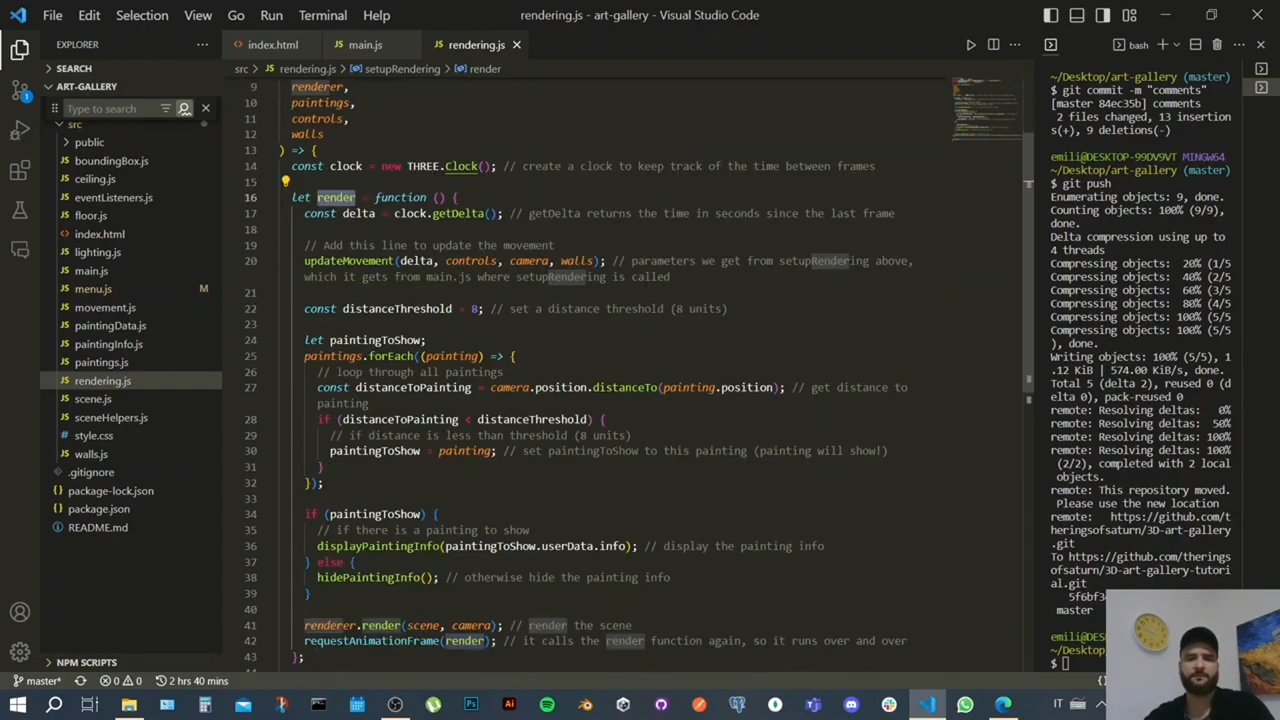 File Edit Selection View Go Run Terminal Help
rendering.js - art-gallery - Visual Studio Code
EXPLORER
SEARCH
ART-GALLERY
Type to search
src
public
JS boundingBox.js
JS ceiling.js
JS eventListeners.js
JS floor.js
index.html
JS lighting.js
JS main.js
JS menu.js M
JS movement.js
JS paintingData.js
JS paintingInfo.js
JS paintings.js
JS rendering.js
JS scene.js
JS sceneHelpers.js
style.css
JS walls.js
.gitignore
{} package-lock.json
{} package.json
README.md
NPM SCRIPTS
index.html JS main.js JS rendering.js
src > JS rendering.js > setupRendering > render
9 renderer,
10 paintings,
11 controls,
12 walls
13 ) => {
14 const clock = new THREE.Clock(); // create a clock to keep track of the time between frames
15
16 let render = function () {
17 const delta = clock.getDelta(); // getDelta returns the time in seconds since the last frame
18
19 // Add this line to update the movement
20 updateMovement(delta, controls, camera, walls); // parameters we get from setupRendering above,
which it gets from main.js where setupRendering is called
21
22 const distanceThreshold = 8; // set a distance threshold (8 units)
23
24 let paintingToShow;
25 paintings.forEach((painting) => {
26 // loop through all paintings
27 const distanceToPainting = camera.position.distanceTo(painting.position); // get distance to
painting
28 if (distanceToPainting < distanceThreshold) {
29 // if distance is less than threshold (8 units)
30 paintingToShow = painting; // set paintingToShow to this painting (painting will show!)
31 }
32 });
33
34 if (paintingToShow) {
35 // if there is a painting to show
36 displayPaintingInfo(paintingToShow.userData.info); // display the painting info
37 } else {
38 hidePaintingInfo(); // otherwise hide the painting info
39 }
40
41 renderer.render(scene, camera); // render the scene
42 requestAnimationFrame(render); // it calls the render function again, so it runs over and over
43 };
bash
~/Desktop/art-gallery (master)
$ git commit -m "comments"
[master 84ec35b] comments
2 files changed, 13 insertion
s(+), 9 deletions(-)
emili@DESKTOP-99DV9VT MINGW64
~/Desktop/art-gallery (master)
$ git push
Enumerating objects: 9, done.
Counting objects: 100% (9/9),
done.
Delta compression using up to
4 threads
Compressing objects: 20% (1/5
Compressing objects: 40% (2/5
Compressing objects: 60% (3/5
Compressing objects: 80% (4/5
Compressing objects: 100% (5/5
), done.
Writing objects: 100% (5/5), 1
.12 KiB | 574.00 KiB/s, done.
Total 5 (delta 2), reused 0 (d
elta 0), pack-reused 0
remote: Resolving deltas: 0%
remote: Resolving deltas: 50%
remote: Resolving deltas: 100%
(2/2), completed with 2 local
objects.
remote: This repository moved.
Please use the new location
remote: https://github.com/t
heringsofsaturn/3D-art-gallery
.git
To https://github.com/thering
sofsaturn/3D-art-gallery-tutori
al.git
master
$
master* 0 0 2 hrs 40 mins
IT